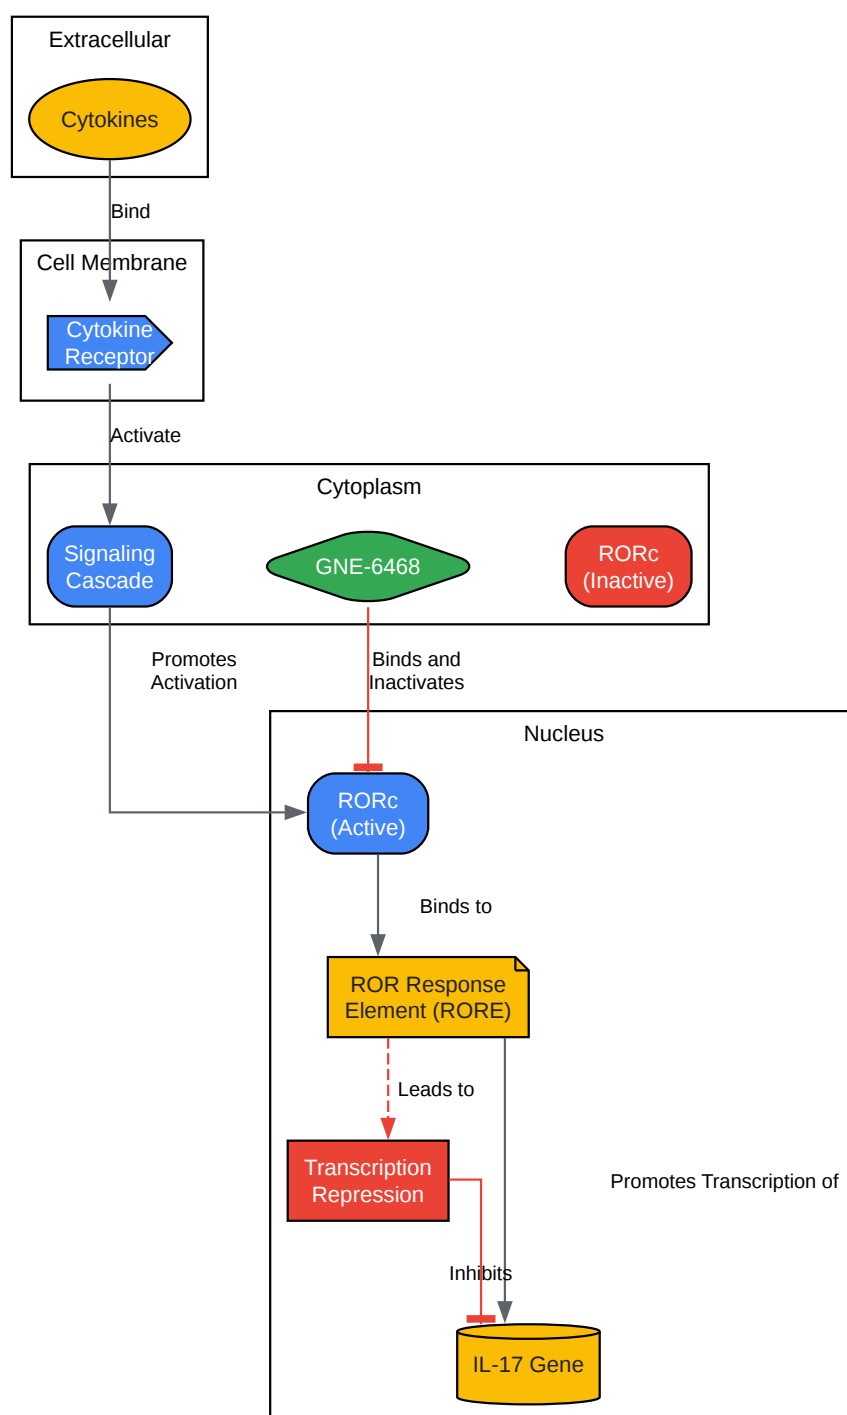 Extracellular
Cytokines
Bind
Cell Membrane
Cytokine
Receptor
Activate
Cytoplasm
Signaling
Cascade
GNE-6468
RORc
(Inactive)
Promotes
Activation
Binds and
Inactivates
Nucleus
RORc
(Active)
Binds to
ROR Response
Element (RORE)
Leads to
Transcription
Repression
Promotes Transcription of
Inhibits
IL-17 Gene